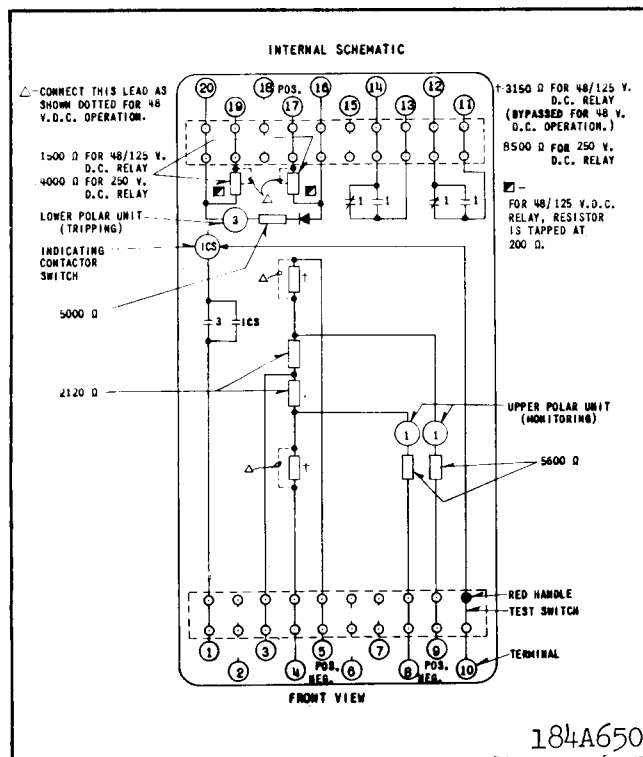 INTERNAL SCHEMATIC
△-CONNECT THIS LEAD AS
SHOWN DOTTED FOR 48
V.D.C. OPERATION.
20
19
18
POS.
17
16
15
14
13
12
11
†-3150 Ω FOR 48/125 V.
D.C. RELAY
(BYPASSED FOR 48 V.
D.C. OPERATION.)
8500 Ω FOR 250 V.
D.C. RELAY
1500 Ω FOR 48/125 V.
D.C. RELAY
4000 Ω FOR 250 V.
D.C. RELAY
△
1
1
1
1
FOR 48/125 V.D.C.
RELAY, RESISTOR
IS TAPPED AT
200 Ω.
LOWER POLAR UNIT
(TRIPPING)
3
INDICATING
CONTACTOR
SWITCH
ICS
5000 Ω
△
†
3
ICS
2120 Ω
UPPER POLAR UNIT
(MONITORING)
1
1
5600 Ω
△
†
RED HANDLE
TEST SWITCH
TERMINAL
1
2
3
4
POS.
NEG.
5
6
7
8
POS.
NEG.
9
10
FRONT VIEW
184A650